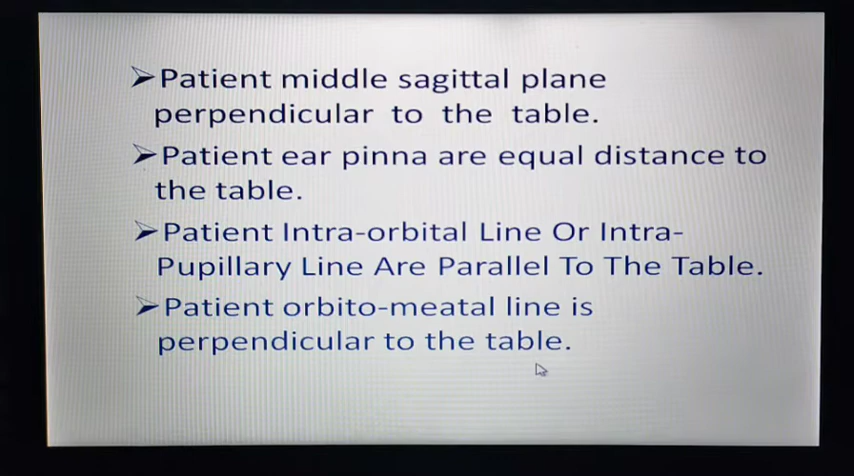 ➢Patient middle sagittal plane
perpendicular to the table.
➢Patient ear pinna are equal distance to
the table.
➢Patient Intra-orbital Line Or Intra-
Pupillary Line Are Parallel To The Table.
➢Patient orbito-meatal line is
perpendicular to the table.